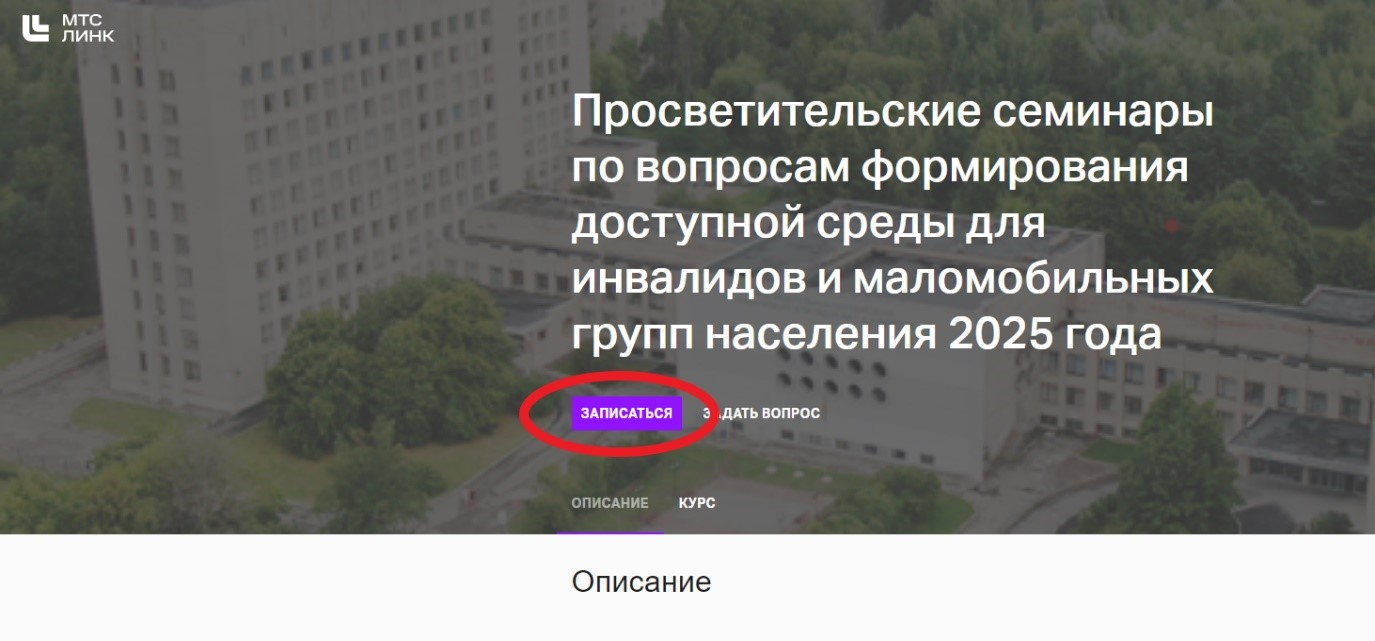 МТС
ЛИНК
Просветительские семинары
по вопросам формирования
доступной среды для
инвалидов и маломобильных
групп населения 2025 года
ЗАПИСАТЬСЯ ЗАДАТЬ ВОПРОС
ОПИСАНИЕ КУРС
Описание